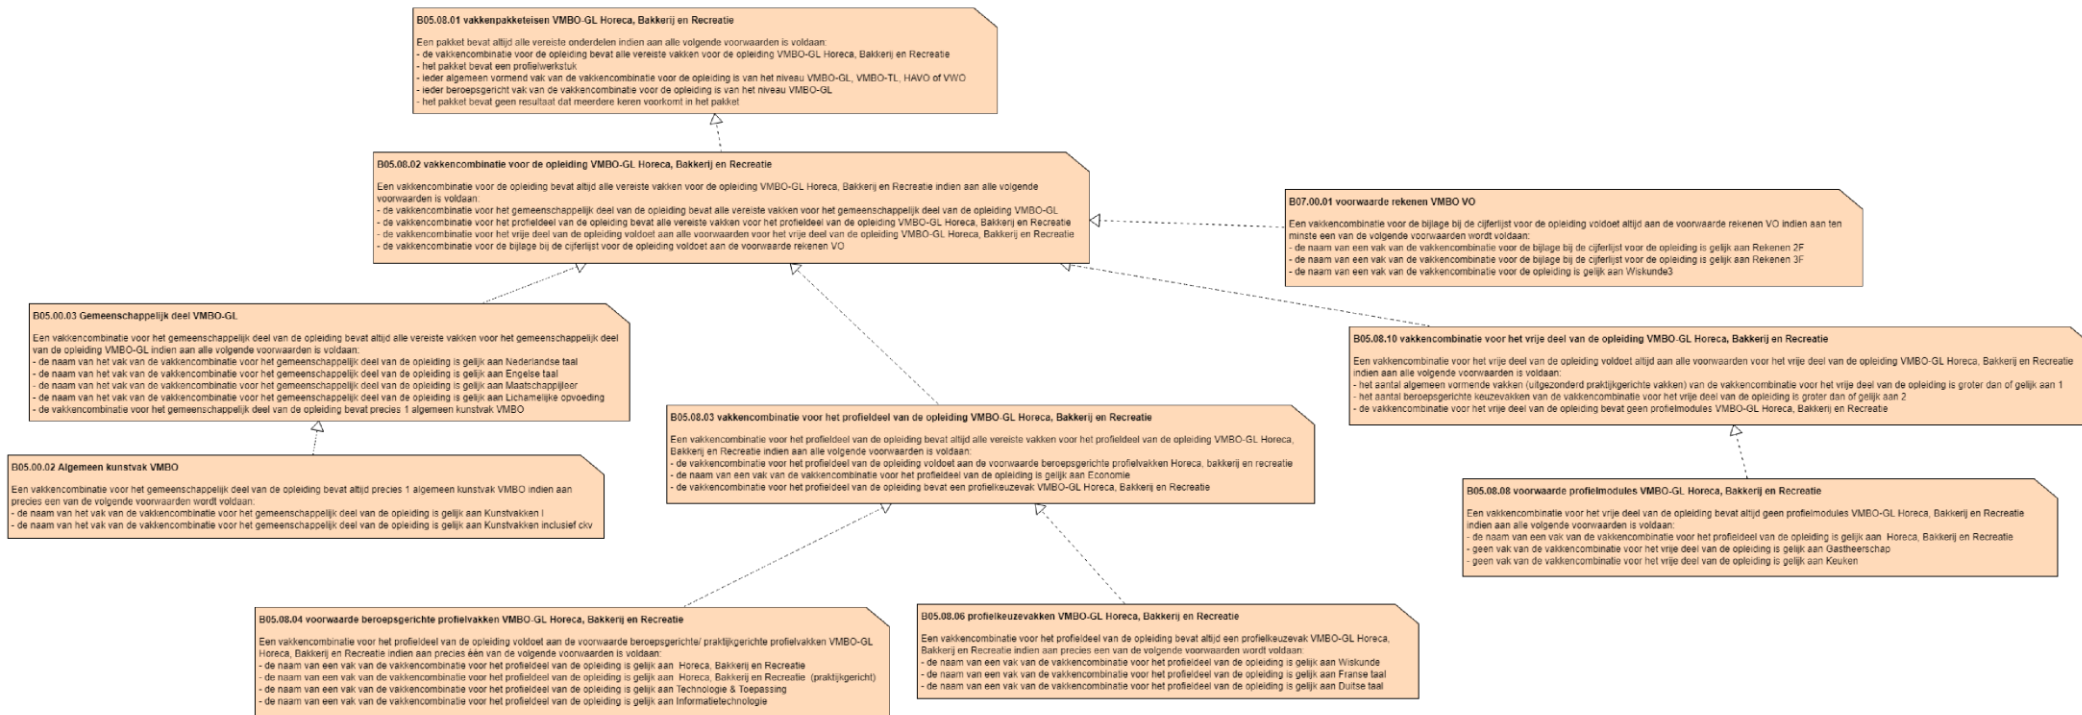 B05.08.01 vakkenpakketeisen VMBO-GL Horeca, Bakkerij en Recreatie
Een pakket bevat altijd alle vereiste onderdelen indien aan alle volgende voorwaarden is voldaan:
- de vakkencombinatie voor de opleiding bevat alle vereiste vakken voor de opleiding VMBO-GL Horeca, Bakkerij en Recreatie
- het pakket bevat een profielwerkstuk
- ieder algemeen vormend vak van de vakkencombinatie voor de opleiding is van het niveau VMBO-GL, VMBO-TL, HAVO of VWO
- ieder beroepsgericht vak van de vakkencombinatie voor de opleiding is van het niveau VMBO-GL
- het pakket bevat geen resultaat dat meerdere keren voorkomt in het pakket
B05.08.02 vakkencombinatie voor de opleiding VMBO-GL Horeca, Bakkerij en Recreatie
Een vakkencombinatie voor de opleiding bevat altijd alle vereiste vakken voor de opleiding VMBO-GL Horeca, Bakkerij en Recreatie indien aan alle volgende
voorwaarden is voldaan:
- de vakkencombinatie voor het gemeenschappelijk deel van de opleiding bevat alle vereiste vakken voor het gemeenschappelijk deel van de opleiding VMBO-GL
- de vakkencombinatie voor het profieldeel van de opleiding bevat alle vereiste vakken voor het profieldeel van de opleiding VMBO-GL Horeca, Bakkerij en Recreatie
- de vakkencombinatie voor het vrije deel van de opleiding voldoet aan alle voorwaarden voor het vrije deel van de opleiding VMBO-GL Horeca, Bakkerij en Recreatie
- de vakkencombinatie voor de bijlage bij de cijferlijst voor de opleiding voldoet aan de voorwaarde rekenen VO
B07.00.01 voorwaarde rekenen VMBO VO
Een vakkencombinatie voor de bijlage bij de cijferlijst voor de opleiding voldoet altijd aan de voorwaarde rekenen VO indien aan ten
minste een van de volgende voorwaarden wordt voldaan:
- de naam van een vak van de vakkencombinatie voor de bijlage bij de cijferlijst voor de opleiding is gelijk aan Rekenen 2F
- de naam van een vak van de vakkencombinatie voor de bijlage bij de cijferlijst voor de opleiding is gelijk aan Rekenen 3F
- de naam van een vak van de vakkencombinatie voor de opleiding is gelijk aan Wiskunde3
B05.00.03 Gemeenschappelijk deel VMBO-GL
Een vakkencombinatie voor het gemeenschappelijk deel van de opleiding bevat altijd alle vereiste vakken voor het gemeenschappelijk deel
van de opleiding VMBO-GL indien aan alle volgende voorwaarden is voldaan:
- de naam van het vak van de vakkencombinatie voor het gemeenschappelijk deel van de opleiding is gelijk aan Nederlandse taal
- de naam van het vak van de vakkencombinatie voor het gemeenschappelijk deel van de opleiding is gelijk aan Engelse taal
- de naam van het vak van de vakkencombinatie voor het gemeenschappelijk deel van de opleiding is gelijk aan Maatschappijleer
- de naam van het vak van de vakkencombinatie voor het gemeenschappelijk deel van de opleiding is gelijk aan Lichamelijke opvoeding
- de vakkencombinatie voor het gemeenschappelijk deel van de opleiding bevat precies 1 algemeen kunstvak VMBO
B05.08.10 vakkencombinatie voor het vrije deel van de opleiding VMBO-GL Horeca, Bakkerij en Recreatie
Een vakkencombinatie voor het vrije deel van de opleiding voldoet altijd aan alle voorwaarden voor het vrije deel van de opleiding VMBO-GL Horeca, Bakkerij en Recreatie
indien aan alle volgende voorwaarden is voldaan:
- het aantal algemeen vormende vakken (uitgezonderd praktijkgerichte vakken) van de vakkencombinatie voor het vrije deel van de opleiding is groter dan of gelijk aan 1
- het aantal beroepsgerichte keuzevakken van de vakkencombinatie voor het vrije deel van de opleiding is groter dan of gelijk aan 2
- de vakkencombinatie voor het vrije deel van de opleiding bevat geen profielmodules VMBO-GL Horeca, Bakkerij en Recreatie
B05.08.03 vakkencombinatie voor het profieldeel van de opleiding VMBO-GL Horeca, Bakkerij en Recreatie
Een vakkencombinatie voor het profieldeel van de opleiding bevat altijd alle vereiste vakken voor het profieldeel van de opleiding VMBO-GL Horeca,
Bakkerij en Recreatie indien aan alle volgende voorwaarden is voldaan:
- de vakkencombinatie voor het profieldeel van de opleiding voldoet aan de voorwaarde beroepsgerichte profielvakken Horeca, bakkerij en recreatie
- de naam van een vak van de vakkencombinatie voor het profieldeel van de opleiding is gelijk aan Economie
- de vakkencombinatie voor het profieldeel van de opleiding bevat een profielkeuzevak VMBO-GL Horeca, Bakkerij en Recreatie
B05.00.02 Algemeen kunstvak VMBO
Een vakkencombinatie voor het gemeenschappelijk deel van de opleiding bevat altijd precies 1 algemeen kunstvak VMBO indien aan
precies een van de volgende voorwaarden wordt voldaan:
- de naam van het vak van de vakkencombinatie voor het gemeenschappelijk deel van de opleiding is gelijk aan Kunstvakken I
- de naam van het vak van de vakkencombinatie voor het gemeenschappelijk deel van de opleiding is gelijk aan Kunstvakken inclusief ckv
B05.08.08 voorwaarde profielmodules VMBO-GL Horeca, Bakkerij en Recreatie
Een vakkencombinatie voor het vrije deel van de opleiding bevat altijd geen profielmodules VMBO-GL Horeca, Bakkerij en Recreatie
indien aan alle volgende voorwaarden is voldaan:
- de naam van een vak van de vakkencombinatie voor het profieldeel van de opleiding is gelijk aan Horeca, Bakkerij en Recreatie
- geen vak van de vakkencombinatie voor het vrije deel van de opleiding is gelijk aan Gastheerschap
- geen vak van de vakkencombinatie voor het vrije deel van de opleiding is gelijk aan Keuken
B05.08.04 voorwaarde beroepsgerichte profielvakken VMBO-GL Horeca, Bakkerij en Recreatie
Een vakkencombinatie voor het profieldeel van de opleiding voldoet aan de voorwaarde beroepsgerichte/ praktijkgerichte profielvakken VMBO-GL
Horeca, Bakkerij en Recreatie indien aan precies één van de volgende voorwaarden is voldaan:
- de naam van een vak van de vakkencombinatie voor het profieldeel van de opleiding is gelijk aan Horeca, Bakkerij en Recreatie
- de naam van een vak van de vakkencombinatie voor het profieldeel van de opleiding is gelijk aan Horeca, Bakkerij en Recreatie (praktijkgericht)
- de naam van een vak van de vakkencombinatie voor het profieldeel van de opleiding is gelijk aan Technologie & Toepassing
- de naam van een vak van de vakkencombinatie voor het profieldeel van de opleiding is gelijk aan Informatietechnologie
B05.08.06 profielkeuzevakken VMBO-GL Horeca, Bakkerij en Recreatie
Een vakkencombinatie voor het profieldeel van de opleiding bevat altijd een profielkeuzevak VMBO-GL Horeca,
Bakkerij en Recreatie indien aan precies een van de volgende voorwaarden wordt voldaan:
- de naam van een vak van de vakkencombinatie voor het profieldeel van de opleiding is gelijk aan Wiskunde
- de naam van een vak van de vakkencombinatie voor het profieldeel van de opleiding is gelijk aan Franse taal
- de naam van een vak van de vakkencombinatie voor het profieldeel van de opleiding is gelijk aan Duitse taal